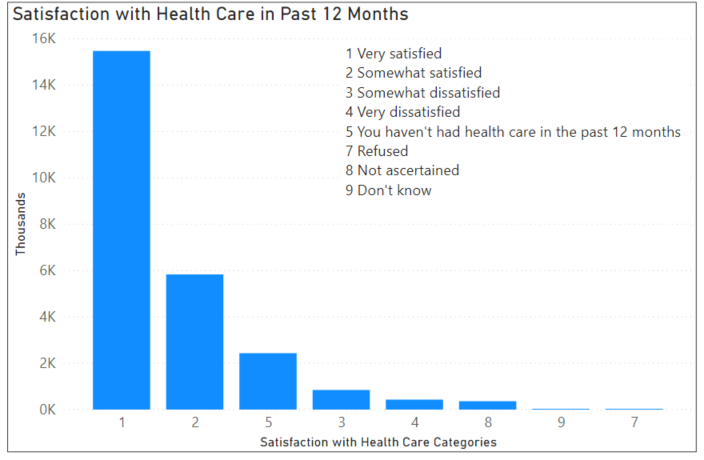 Satisfaction with Health Care in Past 12 Months
16K
14K
12K
10K
8K
6K
4K
2K
0K
Thousands
1 Very satisfied
2 Somewhat satisfied
3 Somewhat dissatisfied
4 Very dissatisfied
5 You haven't had health care in the past 12 months
7 Refused
8 Not ascertained
9 Don't know
1 2 5 3 4 8 9 7
Satisfaction with Health Care Categories